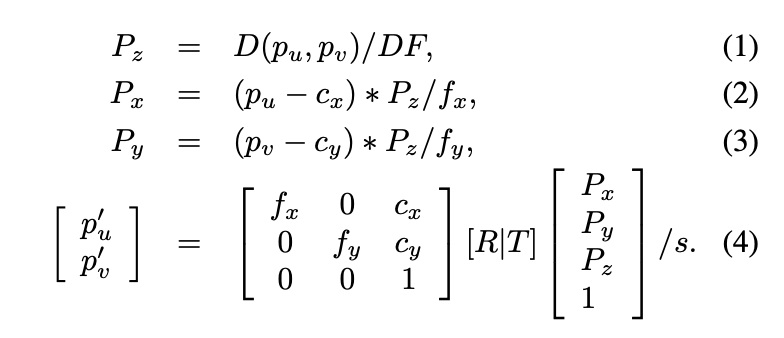 P_z = D(p_u, p_v)/DF, (1)
P_x = (p_u − c_x) ∗ P_z/f_x, (2)
P_y = (p_v − c_y) ∗ P_z/f_y, (3)
[ p′_u ; p′_v ] = [ f_x 0 c_x ; 0 f_y c_y ; 0 0 1 ] [R|T] [ P_x ; P_y ; P_z ; 1 ] /s. (4)